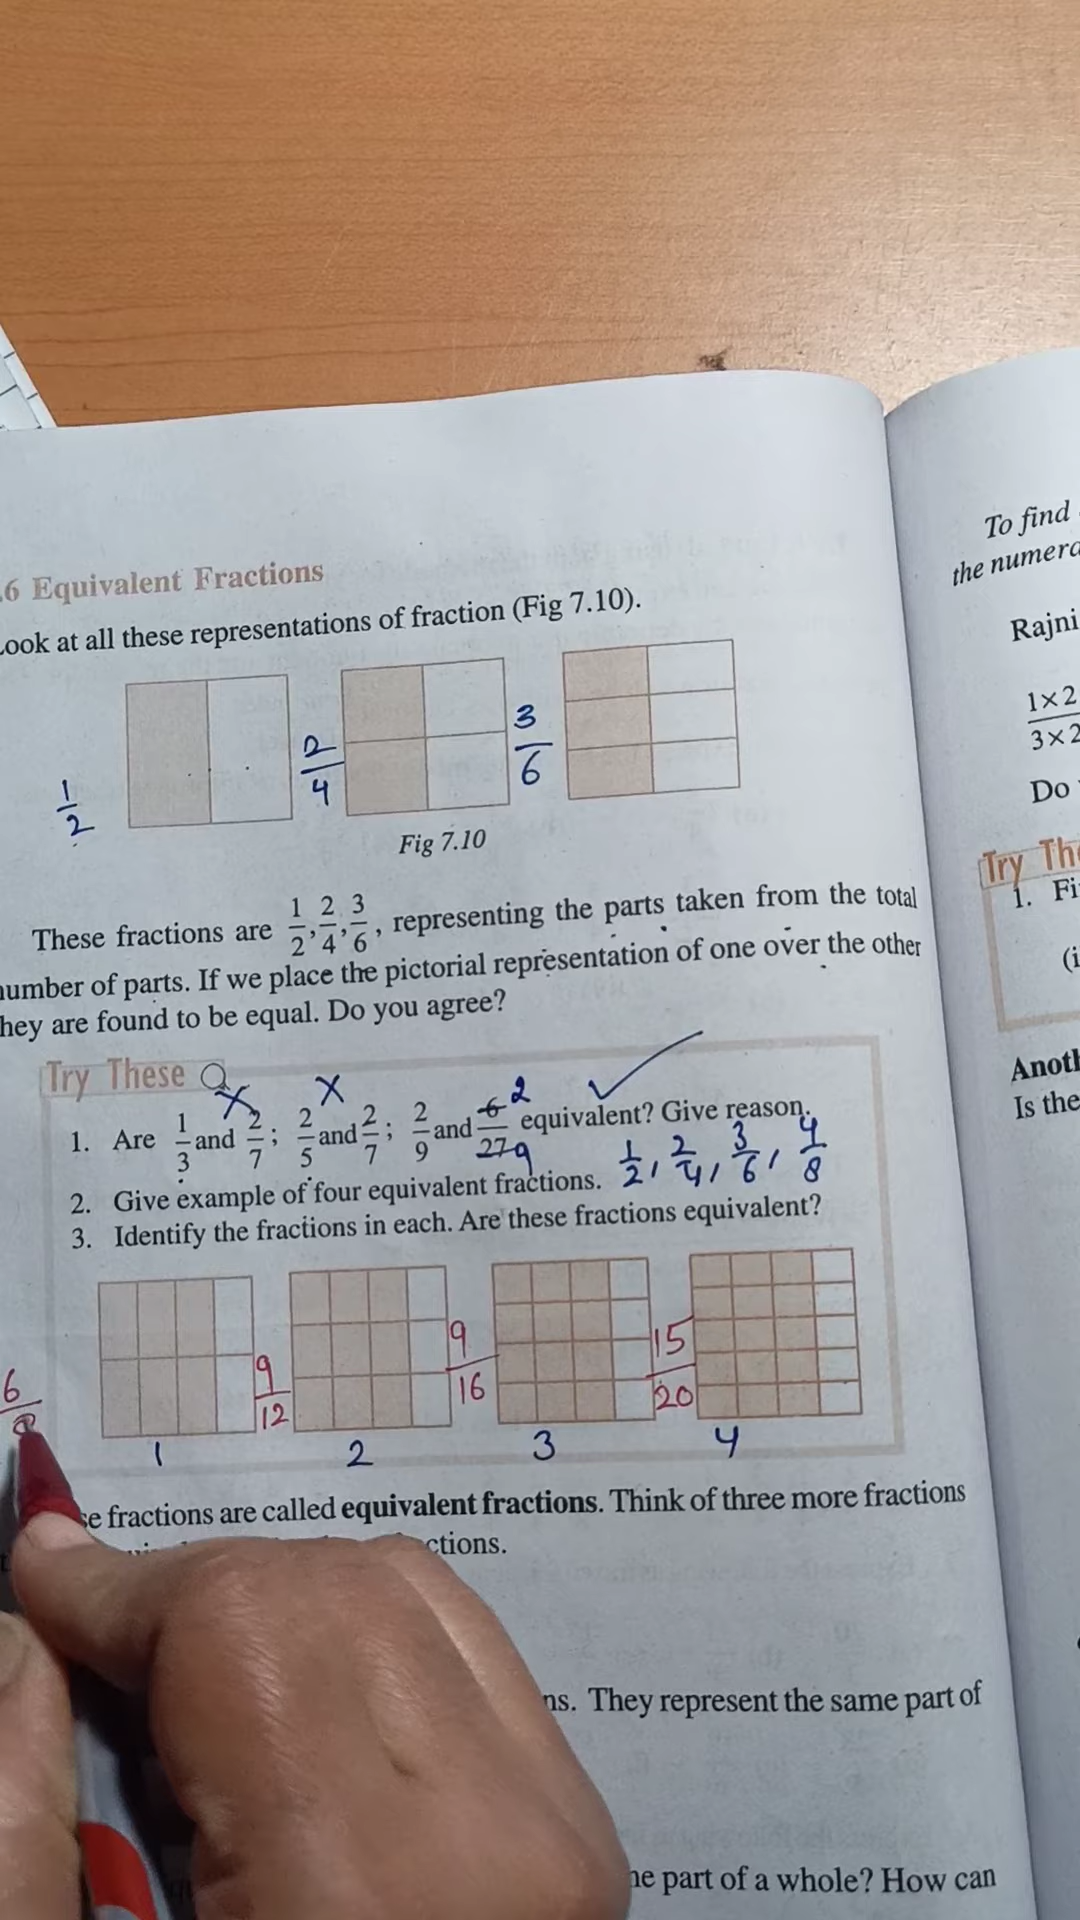 .6 Equivalent Fractions
Look at all these representations of fraction (Fig 7.10).
1/2
2/4
3/6
Fig 7.10
These fractions are 1/2, 2/4, 3/6, representing the parts taken from the total
number of parts. If we place the pictorial representation of one over the other
they are found to be equal. Do you agree?
Try These
X X 2 ✓
1. Are 1/3 and 2/7; 2/5 and 2/7; 2/9 and 6/27 equivalent? Give reason.
9
2. Give example of four equivalent fractions. 1/2, 2/4, 3/6, 4/8
3. Identify the fractions in each. Are these fractions equivalent?
6/8
9/12
9/16
15/20
1 2 3 4
fractions are called equivalent fractions. Think of three more fractions
ns. They represent the same part of
part of a whole? How can
To find
the numera
Rajni
1×2
3×2
Do
Try The
1. Fi
(i
Anoth
Is the